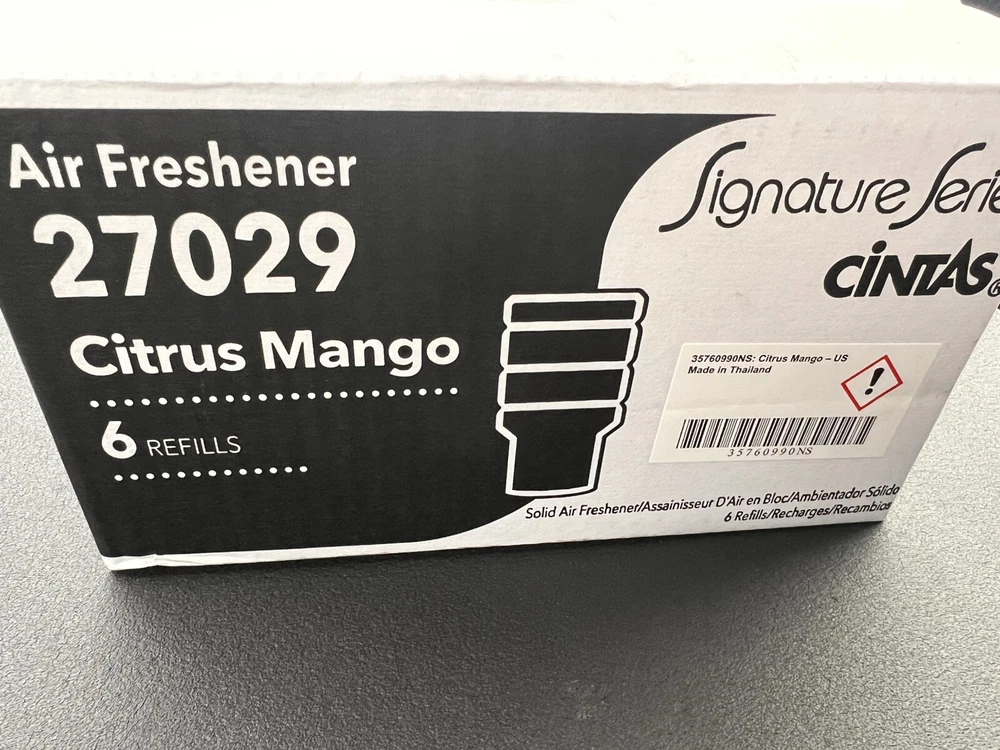 Air Freshener
27029
Citrus Mango
6 REFILLS
Signature Serie
CINTAS®
35760990NS: Citrus Mango – US
Made in Thailand
!
35760990NS
Solid Air Freshener/Assainisseur D'Air en Bloc/Ambientador Sólido
6 Refills/Recharges/Recambios